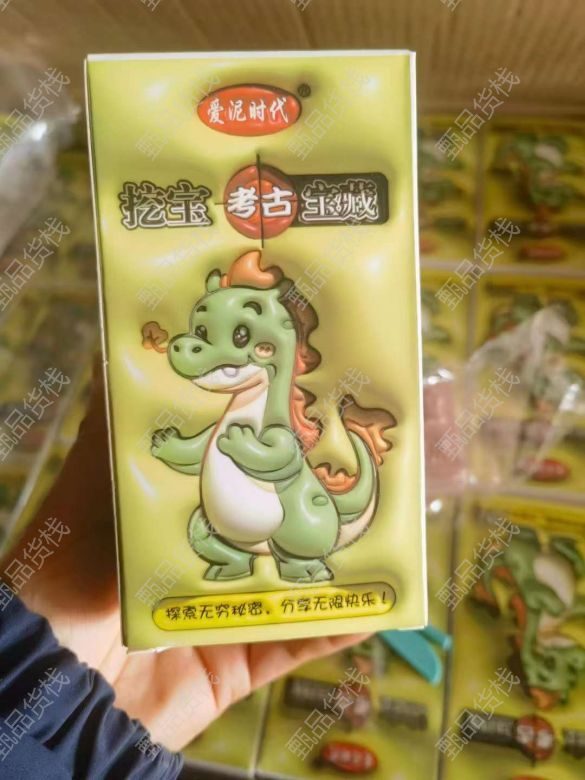 爱泥时代®
挖宝考古宝藏
探索无穷秘密，分享无限快乐！
甄品货栈